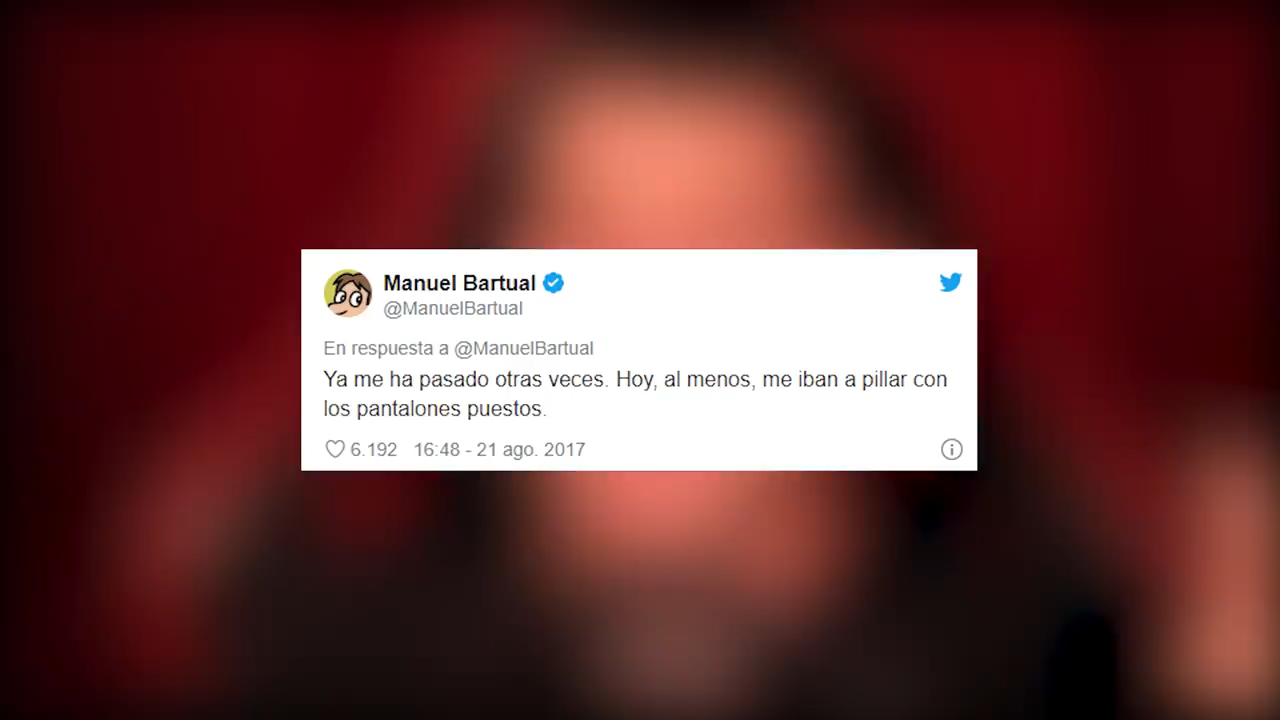 Manuel Bartual
@ManuelBartual
En respuesta a @ManuelBartual
Ya me ha pasado otras veces. Hoy, al menos, me iban a pillar con
los pantalones puestos.
6.192 16:48 - 21 ago. 2017